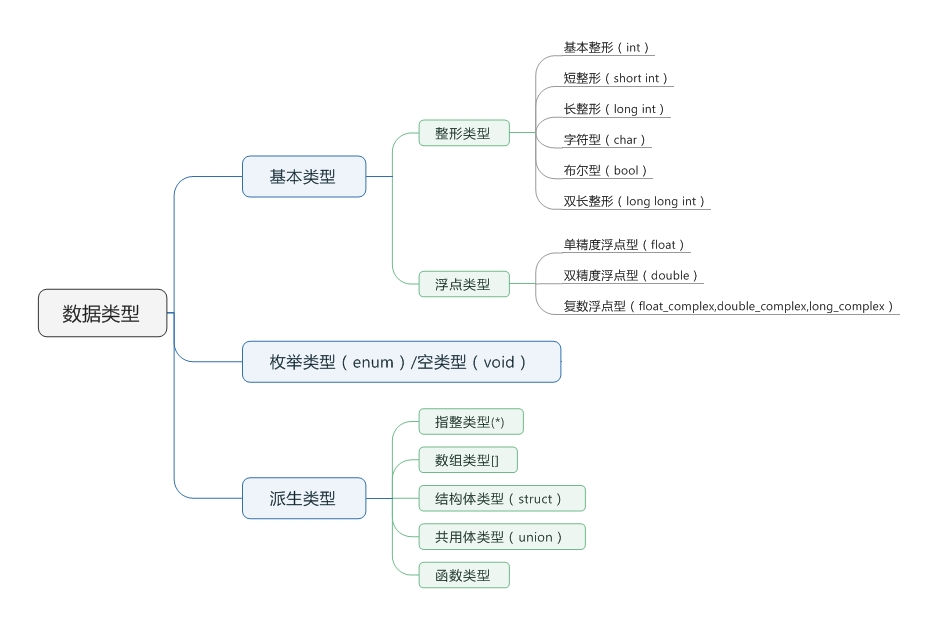 数据类型
基本类型
整形类型
基本整形（int）
短整形（short int）
长整形（long int）
字符型（char）
布尔型（bool）
双长整形（long long int）
浮点类型
单精度浮点型（float）
双精度浮点型（double）
复数浮点型（float_complex,double_complex,long_complex）
枚举类型（enum）/空类型（void）
派生类型
指整类型(*)
数组类型[]
结构体类型（struct）
共用体类型（union）
函数类型